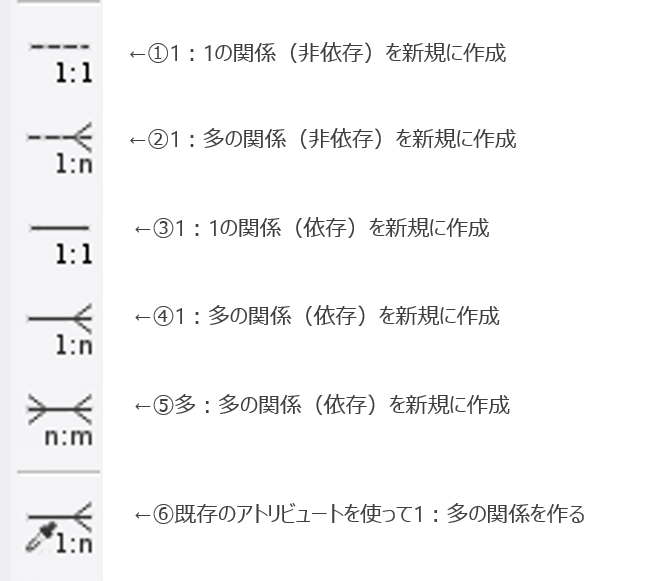 ←①1：1の関係（非依存）を新規に作成
1:1
←②1：多の関係（非依存）を新規に作成
1:n
←③1：1の関係（依存）を新規に作成
1:1
←④1：多の関係（依存）を新規に作成
1:n
←⑤多：多の関係（依存）を新規に作成
n:m
←⑥既存のアトリビュートを使って1：多の関係を作る
1:n